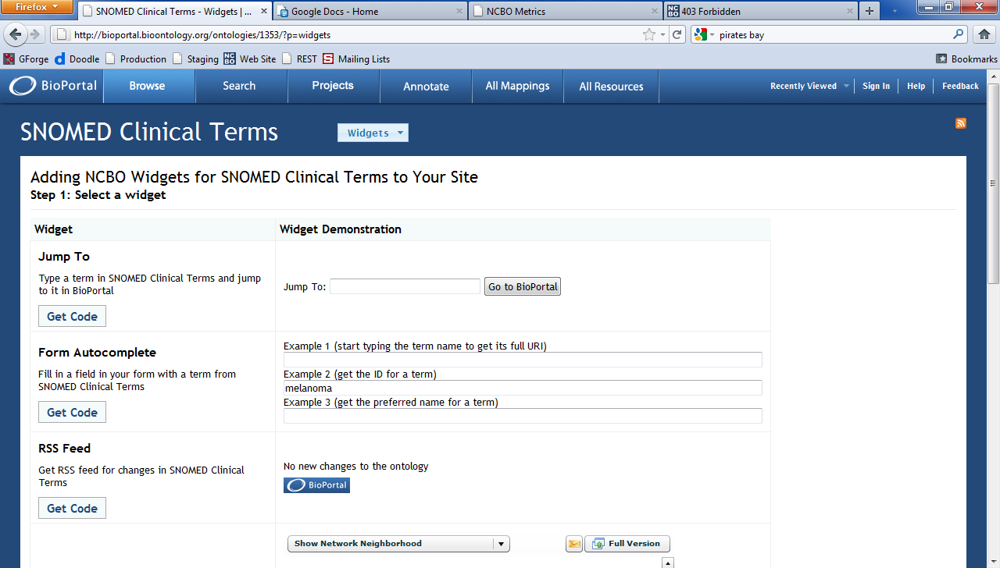 Firefox
SNOMED Clinical Terms - Widgets | ...
Google Docs - Home
NCBO Metrics
NC BO 403 Forbidden
http://bioportal.bioontology.org/ontologies/1353/?p=widgets
pirates bay
GForge
Doodle
Production
Staging
NC BO Web Site
REST
Mailing Lists
Bookmarks
BioPortal
Browse
Search
Projects
Annotate
All Mappings
All Resources
Recently Viewed
Sign In
Help
Feedback
SNOMED Clinical Terms
Widgets
Adding NCBO Widgets for SNOMED Clinical Terms to Your Site
Step 1: Select a widget
Widget
Widget Demonstration
Jump To
Type a term in SNOMED Clinical Terms and jump
to it in BioPortal
Get Code
Jump To:
Go to BioPortal
Form Autocomplete
Fill in a field in your form with a term from
SNOMED Clinical Terms
Get Code
Example 1 (start typing the term name to get its full URI)
Example 2 (get the ID for a term)
melanoma
Example 3 (get the preferred name for a term)
RSS Feed
Get RSS feed for changes in SNOMED Clinical
Terms
Get Code
No new changes to the ontology
BioPortal
Show Network Neighborhood
Full Version